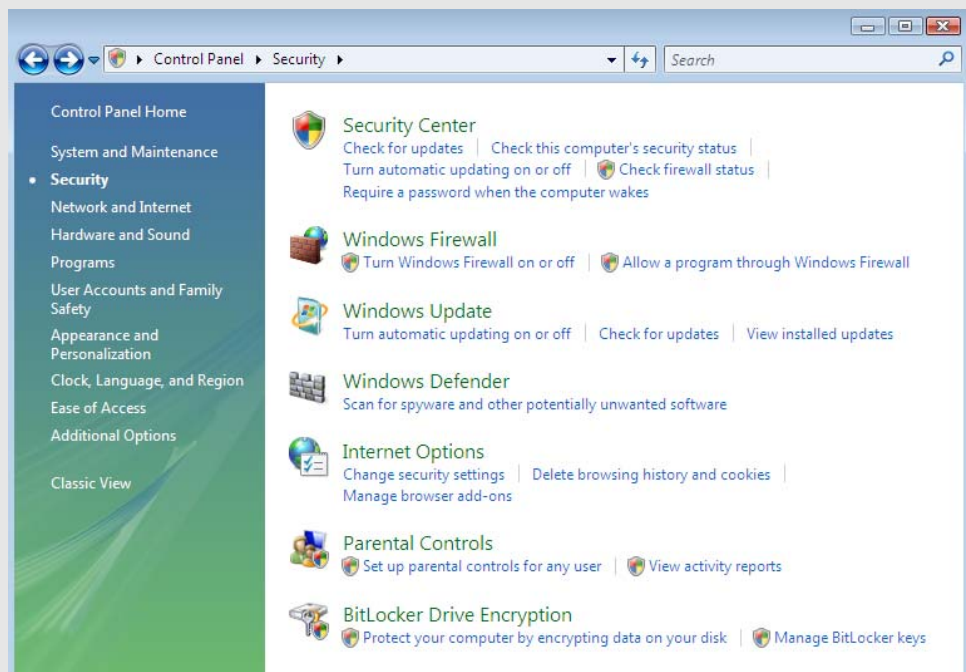 Control Panel Security
Search
Control Panel Home
System and Maintenance
Security
Network and Internet
Hardware and Sound
Programs
User Accounts and Family
Safety
Appearance and
Personalization
Clock, Language, and Region
Ease of Access
Additional Options
Classic View
Security Center
Check for updates Check this computer's security status
Turn automatic updating on or off Check firewall status
Require a password when the computer wakes
Windows Firewall
Turn Windows Firewall on or off Allow a program through Windows Firewall
Windows Update
Turn automatic updating on or off Check for updates View installed updates
Windows Defender
Scan for spyware and other potentially unwanted software
Internet Options
Change security settings Delete browsing history and cookies
Manage browser add-ons
Parental Controls
Set up parental controls for any user View activity reports
BitLocker Drive Encryption
Protect your computer by encrypting data on your disk Manage BitLocker keys